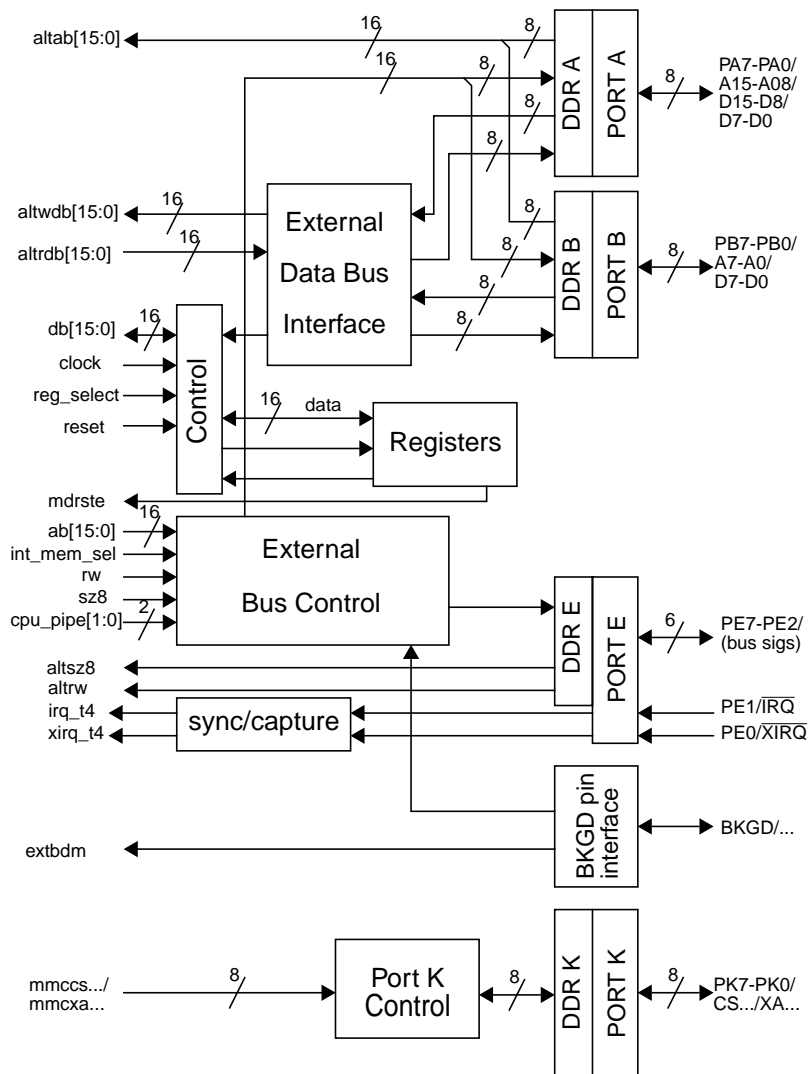 altab[15:0]
16
8
16
8
8
8
DDR A
PORT A
8
PA7-PA0/
A15-A08/
D15-D8/
D7-D0
altwdb[15:0]
16
altrdb[15:0]
16
External
Data Bus
Interface
8
8
8
8
DDR B
PORT B
8
PB7-PB0/
A7-A0/
D7-D0
db[15:0]
16
clock
reg_select
reset
Control
16
data
Registers
mdrste
ab[15:0]
16
int_mem_sel
rw
sz8
cpu_pipe[1:0]
2
External
Bus Control
DDR E
PORT E
6
PE7-PE2/
(bus sigs)
altsz8
altrw
irq_t4
xirq_t4
sync/capture
PE1/IRQ
PE0/XIRQ
BKGD pin
interface
BKGD/...
extbdm
mmccs.../
mmcxa...
8
Port K
Control
8
DDR K
PORT K
8
PK7-PK0/
CS.../XA...